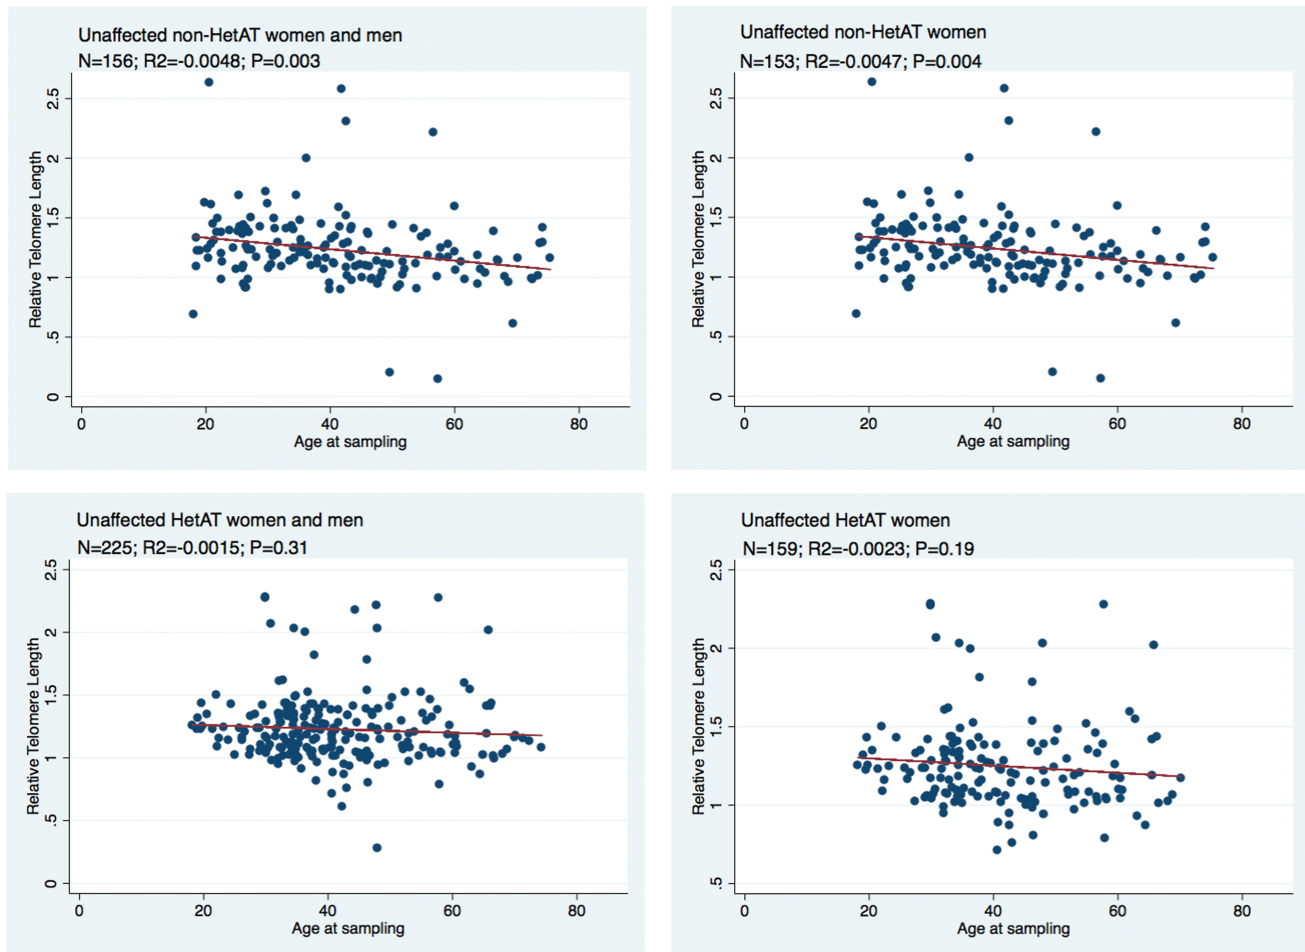 Unaffected non-HetAT women and men
N=156; R2=-0.0048; P=0.003
Relative Telomere Length
2.5
2
1.5
1
.5
0
0 20 40 60 80
Age at sampling
Unaffected non-HetAT women
N=153; R2=-0.0047; P=0.004
Relative Telomere Length
2.5
2
1.5
1
.5
0
0 20 40 60 80
Age at sampling
Unaffected HetAT women and men
N=225; R2=-0.0015; P=0.31
Relative Telomere Length
2.5
2
1.5
1
.5
0
0 20 40 60 80
Age at sampling
Unaffected HetAT women
N=159; R2=-0.0023; P=0.19
Relative Telomere Length
2.5
2
1.5
1
.5
0 20 40 60 80
Age at sampling